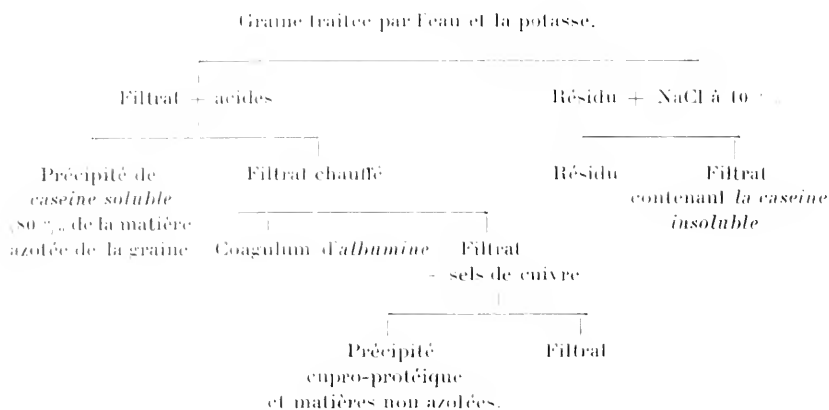 Graine traitée par l'eau et la potasse.
Filtrat + acides
Résidu + NaCl à 10 %
Précipité de
caseine soluble
(80 %, de la matière
azotée de la graine
Filtrat chauffé
Résidu
Filtrat
contenant la caseine
insoluble
Coagulum d'albumine
Filtrat
+ sels de cuivre
Précipité
cupro-protéique
et matières non azotées.
Filtrat